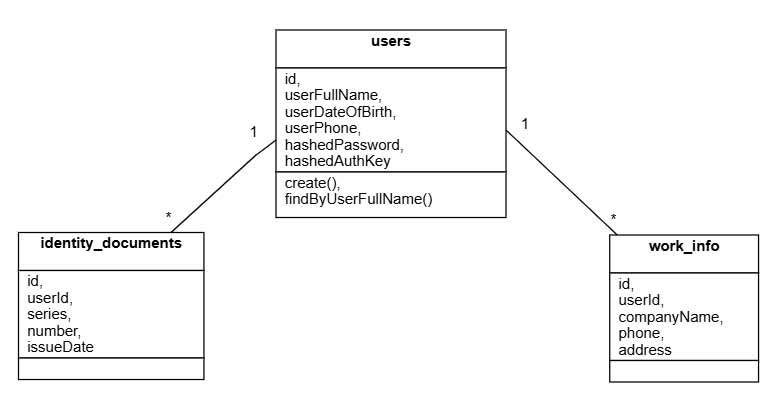 users
id,
userFullName,
userDateOfBirth,
userPhone,
hashedPassword,
hashedAuthKey
create(),
findByUserFullName()
1
*
1
*
identity_documents
id,
userId,
series,
number,
issueDate
work_info
id,
userId,
companyName,
phone,
address